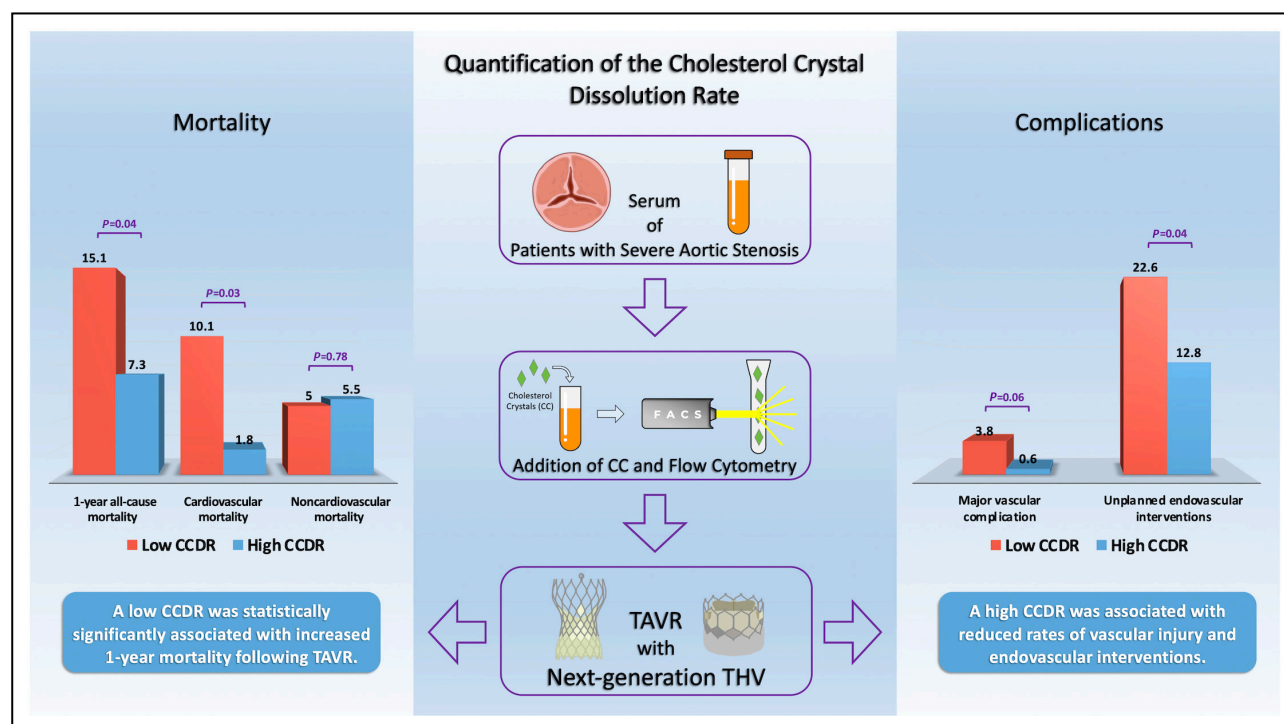 Mortality
P=0.04
15.1
7.3
P=0.03
10.1
1.8
P=0.78
5
5.5
1-year all-cause
mortality
Cardiovascular
mortality
Noncardiovascular
mortality
Low CCDR
High CCDR
A low CCDR was statistically
significantly associated with increased
1-year mortality following TAVR.
Quantification of the Cholesterol Crystal
Dissolution Rate
Serum
of
Patients with Severe Aortic Stenosis
Cholesterol
Crystals (CC)
FACS
Addition of CC and Flow Cytometry
TAVR
with
Next-generation THV
Complications
P=0.06
3.8
0.6
P=0.04
22.6
12.8
Major vascular
complication
Unplanned endovascular
interventions
Low CCDR
High CCDR
A high CCDR was associated with
reduced rates of vascular injury and
endovascular interventions.